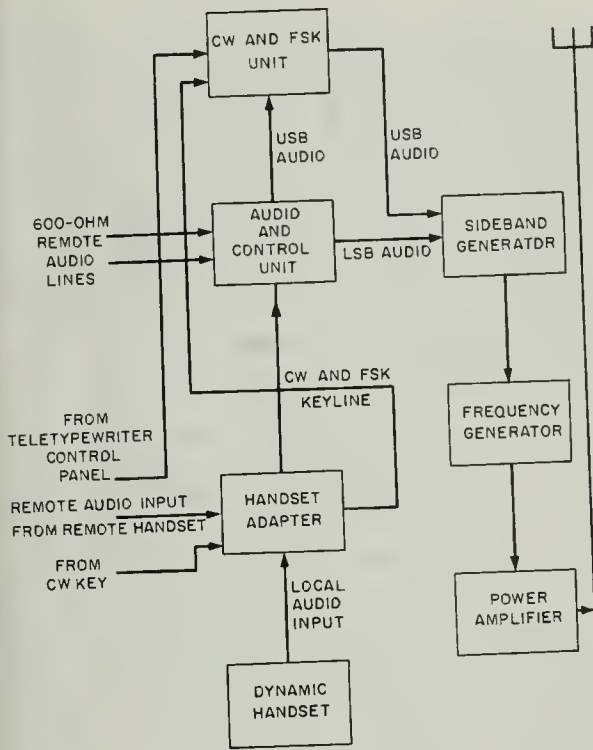 CW AND FSK
UNIT
USB
AUDIO
USB
AUDIO
600-OHM
REMOTE
AUDIO
LINES
AUDIO
AND
CONTROL
UNIT
LSB AUDIO
SIDEBAND
GENERATOR
CW AND FSK
KEYLINE
FROM
TELETYPEWRITER
CONTROL
PANEL
FREQUENCY
GENERATOR
REMOTE AUDIO INPUT
FROM REMOTE HANDSET
HANDSET
ADAPTER
FROM
CW KEY
LOCAL
AUDIO
INPUT
POWER
AMPLIFIER
DYNAMIC
HANDSET